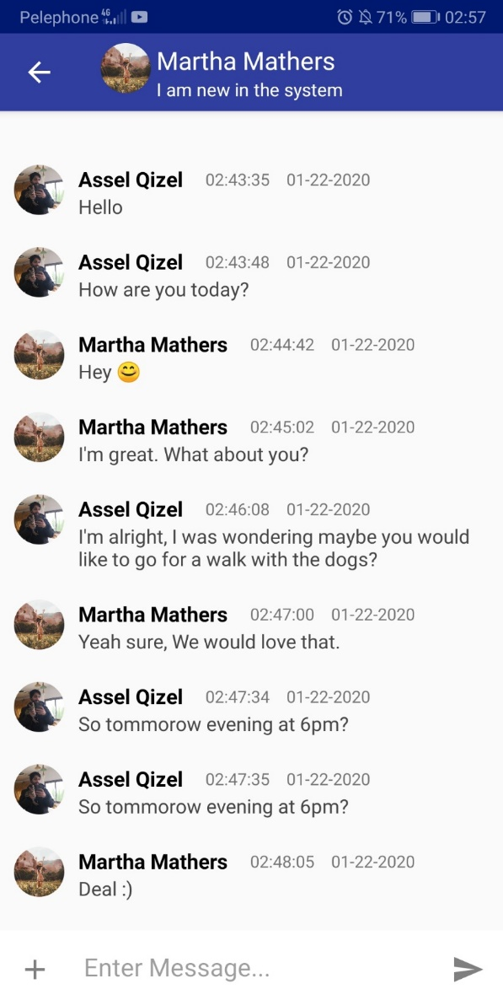 Pelephone 4G 71% 02:57
Martha Mathers
I am new in the system
Assel Qizel 02:43:35 01-22-2020
Hello
Assel Qizel 02:43:48 01-22-2020
How are you today?
Martha Mathers 02:44:42 01-22-2020
Hey 😊
Martha Mathers 02:45:02 01-22-2020
I'm great. What about you?
Assel Qizel 02:46:08 01-22-2020
I'm alright, I was wondering maybe you would
like to go for a walk with the dogs?
Martha Mathers 02:47:00 01-22-2020
Yeah sure, We would love that.
Assel Qizel 02:47:34 01-22-2020
So tommorow evening at 6pm?
Assel Qizel 02:47:35 01-22-2020
So tommorow evening at 6pm?
Martha Mathers 02:48:05 01-22-2020
Deal :)
Enter Message...